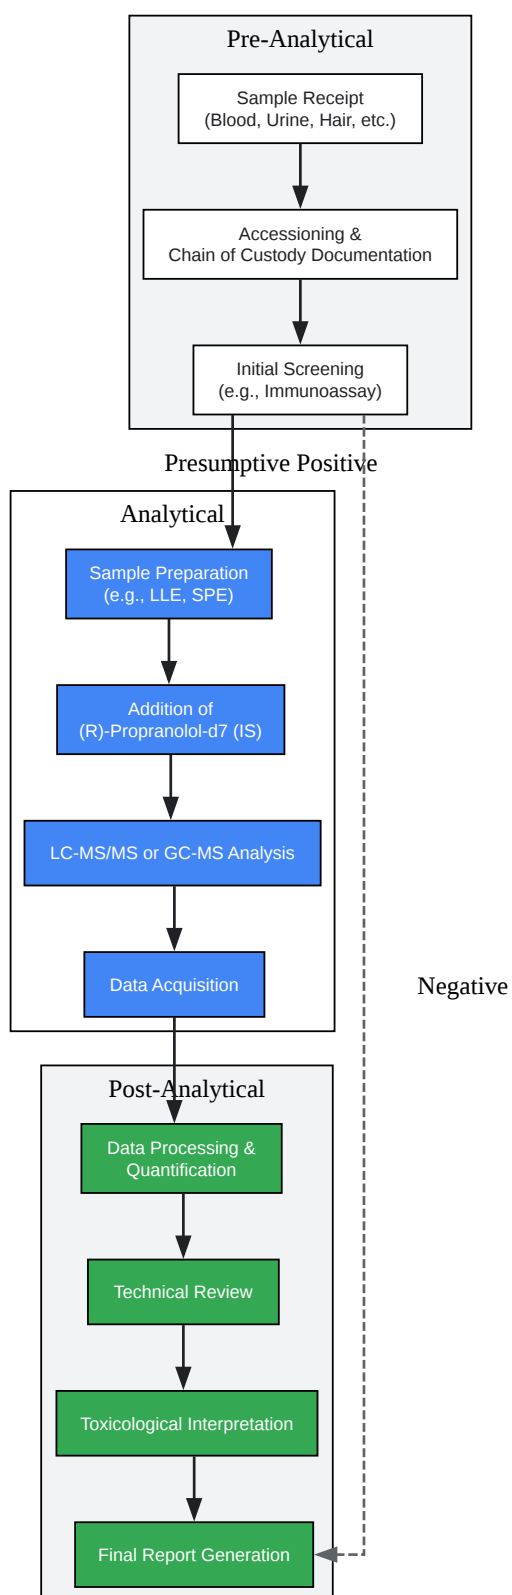 Pre-Analytical
Sample Receipt
(Blood, Urine, Hair, etc.)
Accessioning &
Chain of Custody Documentation
Initial Screening
(e.g., Immunoassay)
Presumptive Positive
Analytical
Sample Preparation
(e.g., LLE, SPE)
Addition of
(R)-Propranolol-d7 (IS)
LC-MS/MS or GC-MS Analysis
Data Acquisition
Negative
Post-Analytical
Data Processing &
Quantification
Technical Review
Toxicological Interpretation
Final Report Generation